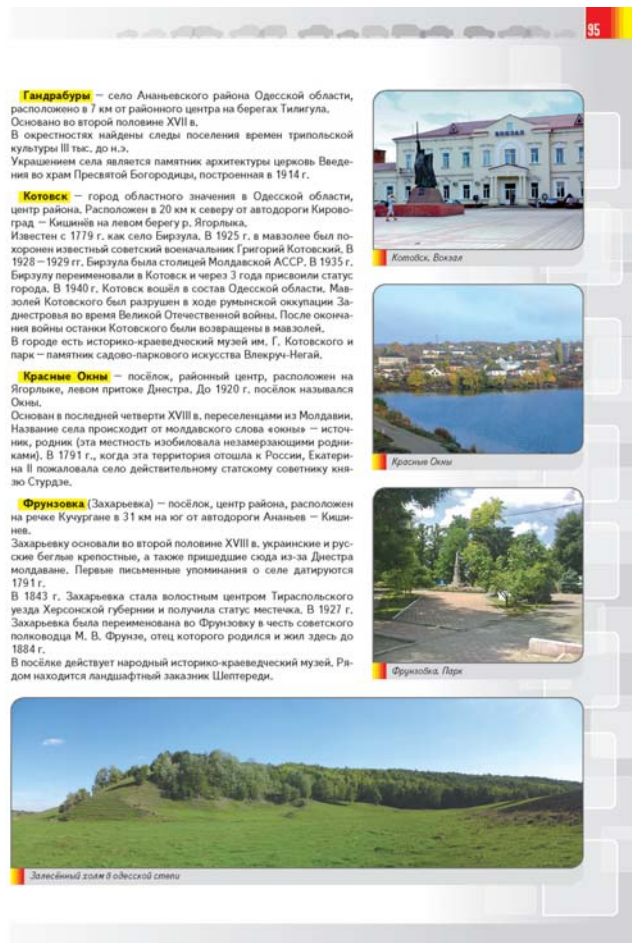 95
Гандрабуры — село Ананьевского района Одесской области,
расположено в 7 км от районного центра на берегах Тилигула.
Основано во второй половине XVII в.
В окрестностях найдены следы поселения времен трипольской
культуры III тыс. до н.э.
Украшением села является памятник архитектуры церковь Введе-
ния во храм Пресвятой Богородицы, построенная в 1914 г.
Котовск — город областного значения в Одесской области,
центр района. Расположен в 20 км к северу от автодороги Кирово-
град — Кишинёв на левом берегу р. Ягорлыка.
Известен с 1779 г. как село Бирзула. В 1925 г. в мавзолее был по-
хоронен известный советский военачальник Григорий Котовский. В
1928—1929 гг. Бирзула была столицей Молдавской АССР. В 1935 г.
Бирзулу переименовали в Котовск и через 3 года присвоили статус
города. В 1940 г. Котовск вошёл в состав Одесской области. Мав-
золей Котовского был разрушен в ходе румынской оккупации За-
днестровья во время Великой Отечественной войны. После оконча-
ния войны останки Котовского были возвращены в мавзолей.
В городе есть историко-краеведческий музей им. Г. Котовского и
парк — памятник садово-паркового искусства Влекруч-Негай.
Красные Окны — посёлок, районный центр, расположен на
Ягорлыке, левом притоке Днестра. До 1920 г. посёлок назывался
Окны.
Основан в последней четверти XVIII в. переселенцами из Молдавии.
Название села происходит от молдавского слова «окны» — источ-
ник, родник (эта местность изобиловала незамерзающими родни-
ками). В 1791 г., когда эта территория отошла к России, Екатери-
на II пожаловала село действительному статскому советнику кня-
зю Стурдзе.
Фрунзовка (Захарьевка) — посёлок, центр района, расположен
на речке Кучургане в 31 км на юг от автодороги Ананьев — Киши-
нев.
Захарьевку основали во второй половине XVIII в. украинские и рус-
ские беглые крепостные, а также пришедшие сюда из-за Днестра
молдаване. Первые письменные упоминания о селе датируются
1791 г.
В 1843 г. Захарьевка стала волостным центром Тираспольского
уезда Херсонской губернии и получила статус местечка. В 1927 г.
Захарьевка была переименована во Фрунзовку в честь советского
полководца М. В. Фрунзе, отец которого родился и жил здесь до
1884 г.
В посёлке действует народный историко-краеведческий музей. Ря-
дом находится ландшафтный заказник Шептереди.
ВОКЗАЛ
Котовск. Вокзал
Красные Окны
Фрунзовка. Парк
Залесённый холм в одесской степи